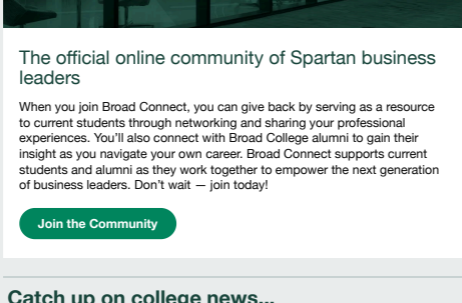 The official online community of Spartan business
leaders
When you join Broad Connect, you can give back by serving as a resource
to current students through networking and sharing your professional
experiences. You'll also connect with Broad College alumni to gain their
insight as you navigate your own career. Broad Connect supports current
students and alumni as they work together to empower the next generation
of business leaders. Don't wait — join today!
Join the Community
Catch up on college news...